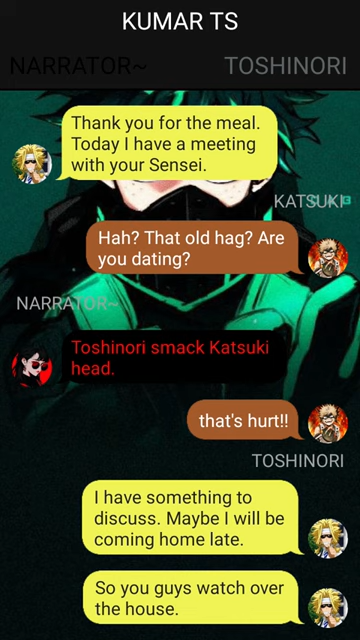 KUMAR TS
NARRATOR~
TOSHINORI
Thank you for the meal.
Today I have a meeting
with your Sensei.
KATSUKI
Hah? That old hag? Are
you dating?
NARRATOR~
Toshinori smack Katsuki
head.
that's hurt!!
TOSHINORI
I have something to
discuss. Maybe I will be
coming home late.
So you guys watch over
the house.